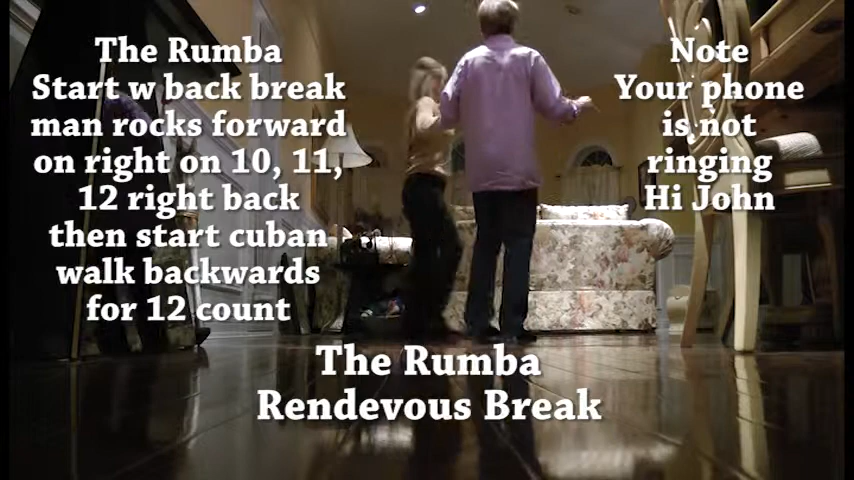 The Rumba
Start w back break
man rocks forward
on right on 10, 11,
12 right back
then start cuban
walk backwards
for 12 count
Note
Your phone
is not
ringing
Hi John
The Rumba
Rendevous Break